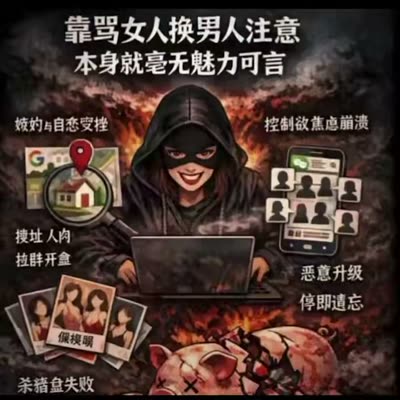 靠骂女人换男人注意
本身就毫无魅力可言
嫉妒与自恋受挫
控制欲焦虑崩溃
G
搜址人肉
拉群开盒
恶意升级
停即遗忘
杀猪盘失败